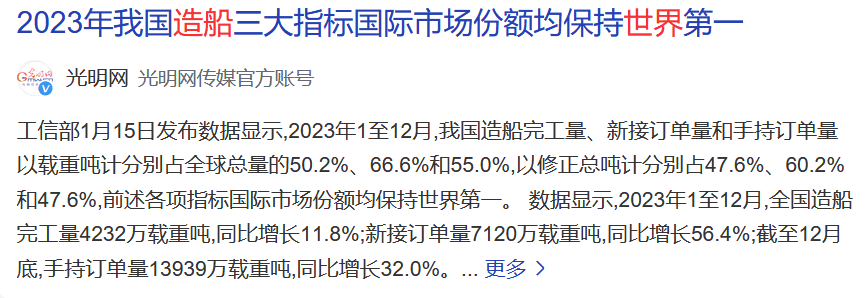 2023年我国造船三大指标国际市场份额均保持世界第一
光明网 光明网传媒官方账号
工信部1月15日发布数据显示,2023年1至12月,我国造船完工量、新接订单量和手持订单量
以载重吨计分别占全球总量的50.2%、66.6%和55.0%,以修正总吨计分别占47.6%、60.2%
和47.6%,前述各项指标国际市场份额均保持世界第一。 数据显示,2023年1至12月,全国造船
完工量4232万载重吨,同比增长11.8%;新接订单量7120万载重吨,同比增长56.4%;截至12月
底,手持订单量13939万载重吨,同比增长32.0%。... 更多 >